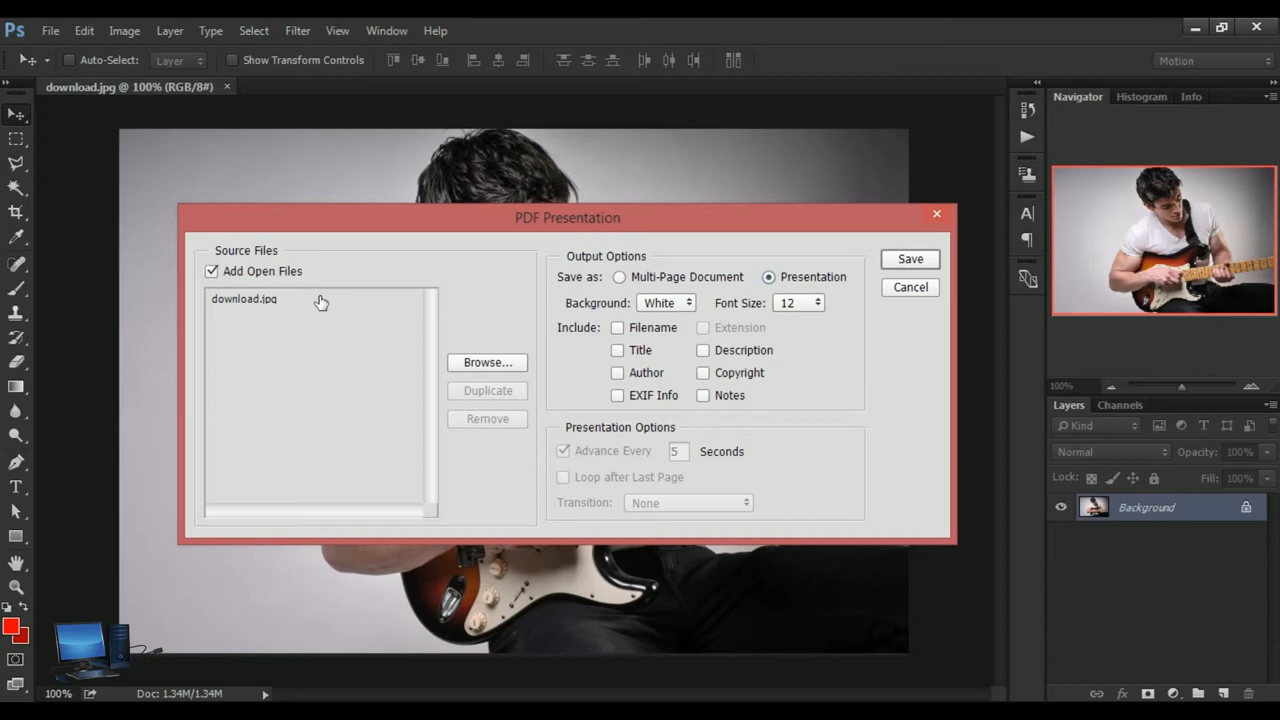 Ps File Edit Image Layer Type Select Filter View Window Help
Auto-Select: Layer Show Transform Controls Motion
download.jpg @ 100% (RGB/8#) ×
Navigator Histogram Info
PDF Presentation
Source Files
Add Open Files
download.jpg
Browse...
Duplicate
Remove
Output Options
Save as: Multi-Page Document Presentation
Background: White Font Size: 12
Include: Filename Extension
Title Description
Author Copyright
EXIF Info Notes
Presentation Options
Advance Every 5 Seconds
Loop after Last Page
Transition: None
Save
Cancel
100%
Layers Channels
Kind
Normal Opacity: 100%
Lock: Fill: 100%
Background
100% Doc: 1.34M/1.34M